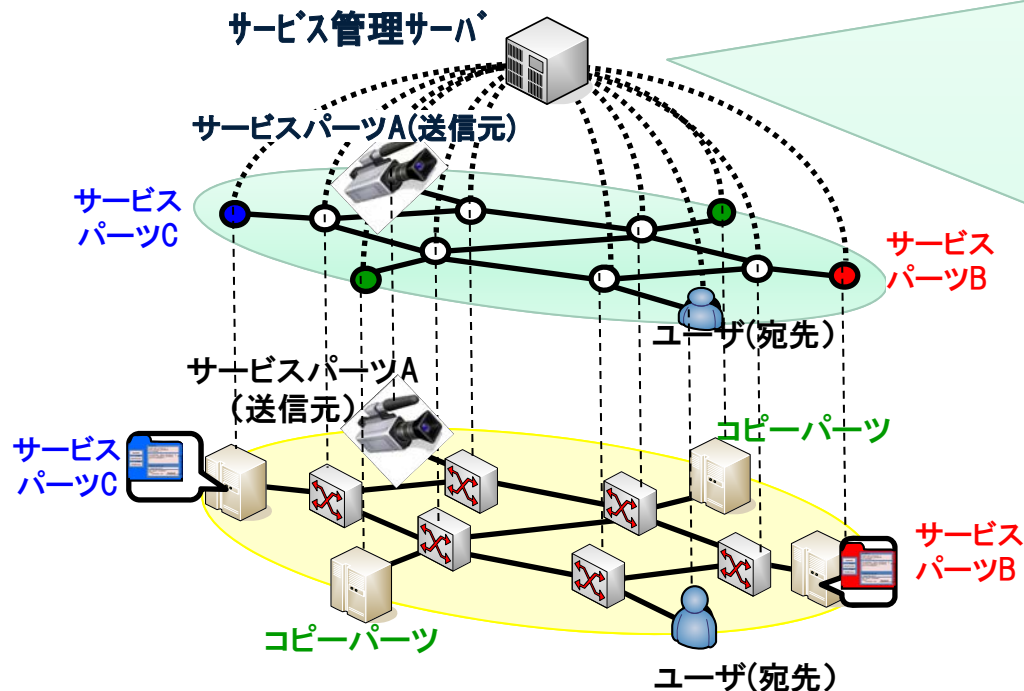 サービス管理サーバ
サービスパーツA(送信元)
サービス
パーツC
サービス
パーツB
ユーザ(宛先)
サービスパーツA
(送信元)
コピーパーツ
サービス
パーツC
サービス
パーツB
コピーパーツ
ユーザ(宛先)